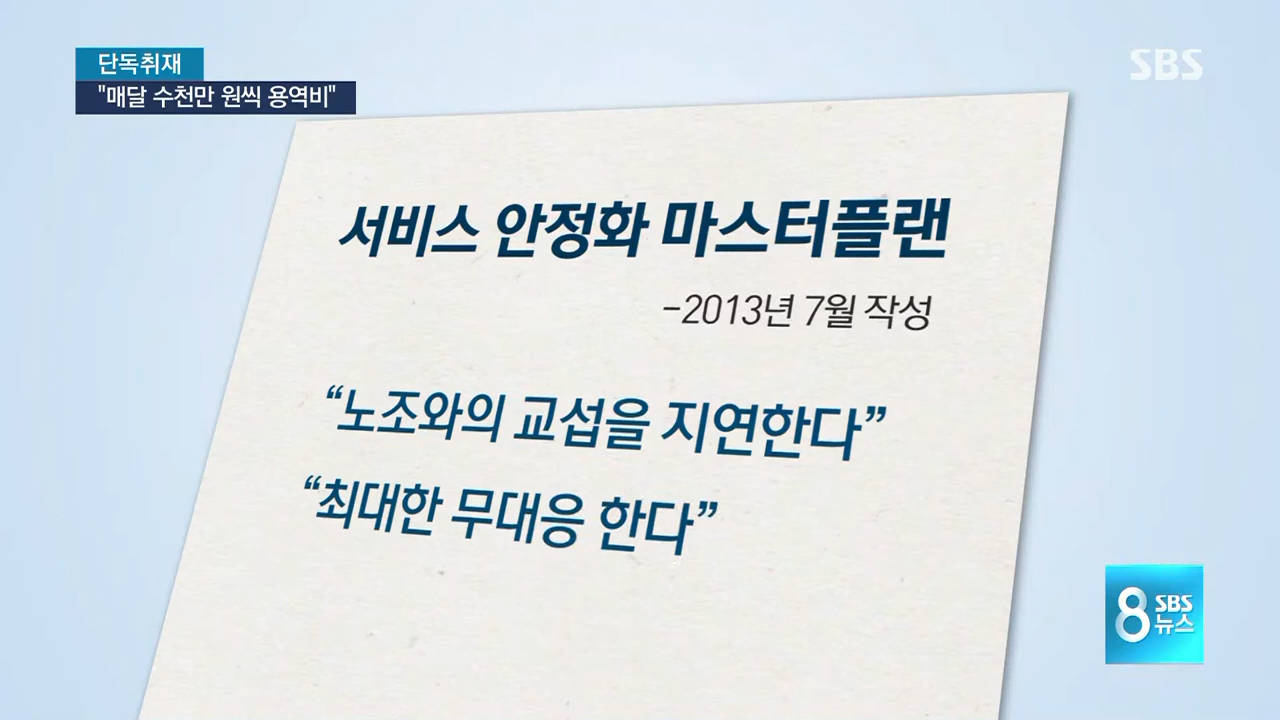 단독취재
SBS
"매달 수천만 원씩 용역비"
서비스 안정화 마스터플랜
-2013년 7월 작성
“노조와의 교섭을 지연한다”
“최대한 무대응 한다”
8 SBS
뉴스